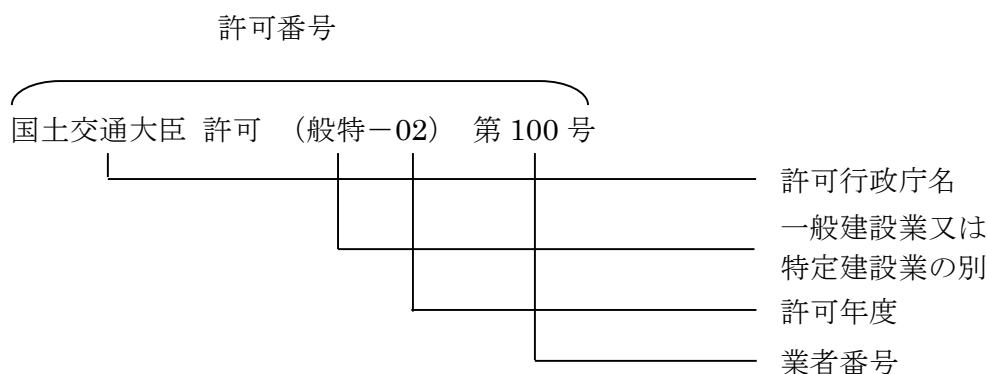 許可番号
国土交通大臣 許可 （般特－02） 第 100 号
許可行政庁名
一般建設業又は
特定建設業の別
許可年度
業者番号